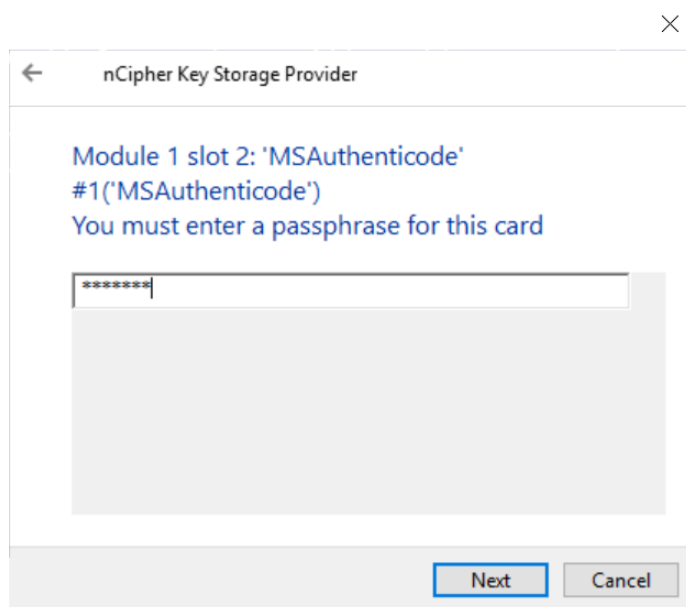 nCipher Key Storage Provider
Module 1 slot 2: 'MSAuthenticode'
#1('MSAuthenticode')
You must enter a passphrase for this card
*******
Next Cancel